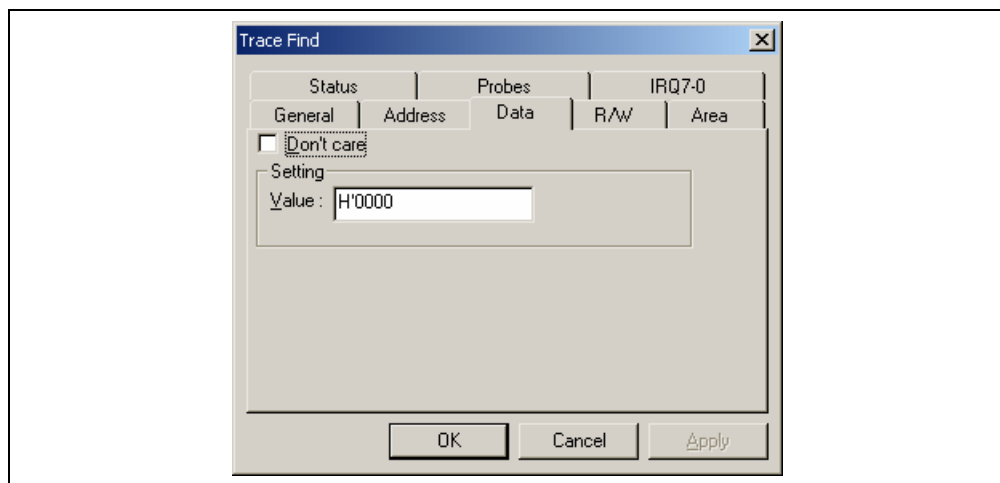 Trace Find
Status Probes IRQ7-0
General Address Data R/W Area
Don't care
Setting
Value : H'0000
OK Cancel Apply